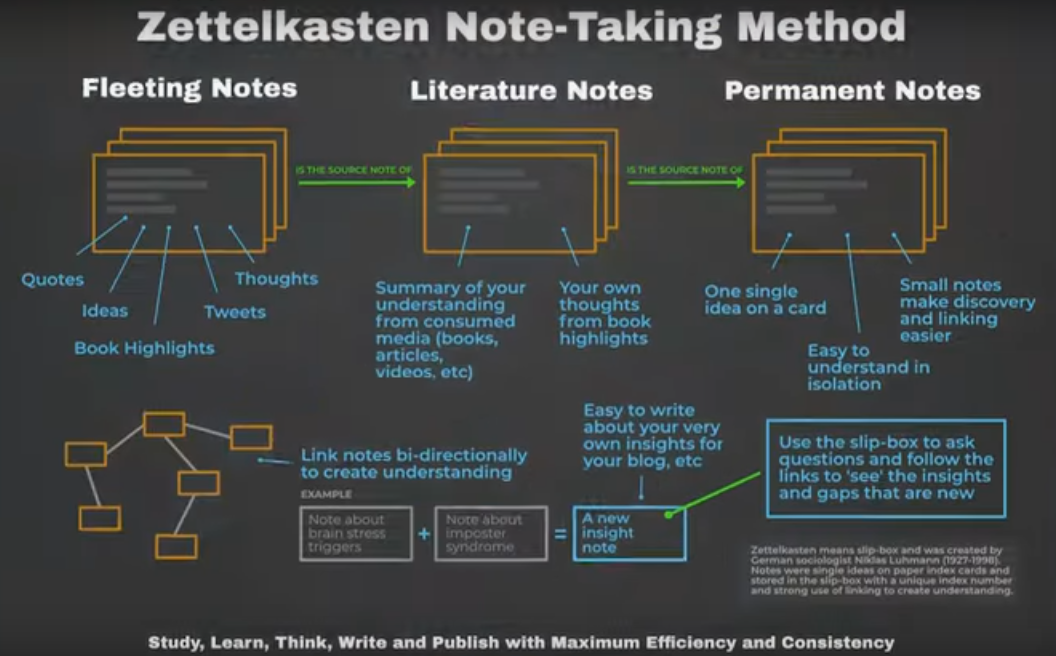 Zettelkasten Note-Taking Method
Fleeting Notes
Literature Notes
Permanent Notes
IS THE SOURCE NOTE OF
IS THE SOURCE NOTE OF
Quotes
Ideas
Book Highlights
Tweets
Thoughts
Summary of your
understanding
from consumed
media (books,
articles,
videos, etc)
Your own
thoughts
from book
highlights
One single
idea on a card
Easy to
understand in
isolation
Small notes
make discovery
and linking
easier
Link notes bi-directionally
to create understanding
EXAMPLE
Note about
brain stress
triggers
+
Note about
imposter
syndrome
=
A new
insight
note
Easy to write
about your very
own insights for
your blog, etc
Use the slip-box to ask
questions and follow the
links to 'see' the insights
and gaps that are new
Zettelkasten means slip-box and was created by
German sociologist Niklas Luhmann (1927-1998).
Notes were single ideas on paper index cards and
stored in the slip-box with a unique index number
and strong use of linking to create understanding.
Study, Learn, Think, Write and Publish with Maximum Efficiency and Consistency